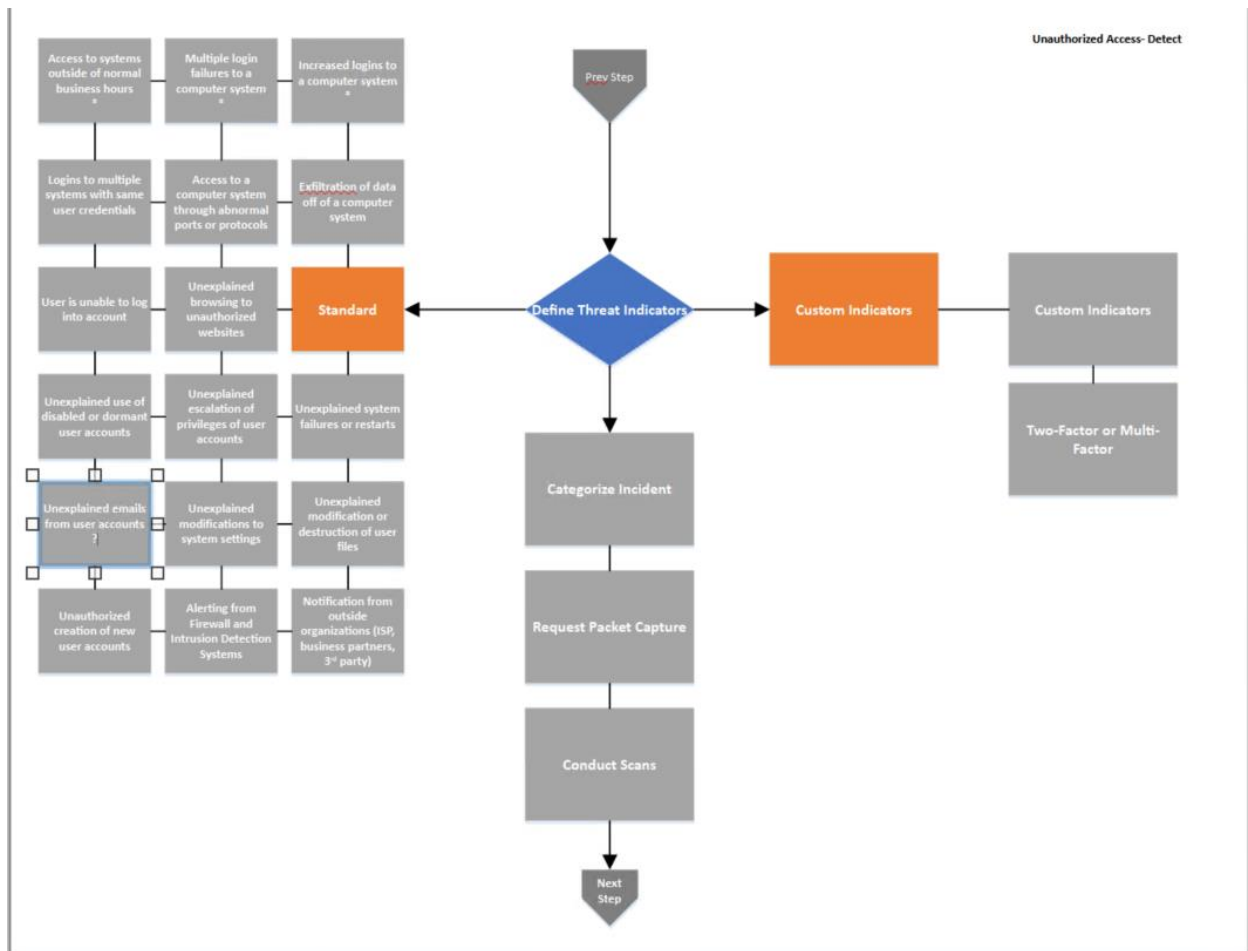 Unauthorized Access- Detect
Access to systems
outside of normal
business hours
*
Multiple login
failures to a
computer system
*
Increased logins to
a computer system
*
Prev Step
Logins to multiple
systems with same
user credentials
Access to a
computer system
through abnormal
ports or protocols
Exfiltration of data
off of a computer
system
User is unable to log
into account
Unexplained
browsing to
unauthorized
websites
Standard
Define Threat Indicators
Custom Indicators
Custom Indicators
Unexplained use of
disabled or dormant
user accounts
Unexplained
escalation of
privileges of user
accounts
Unexplained system
failures or restarts
Two-Factor or Multi-
Factor
Categorize Incident
Unexplained emails
from user accounts
?
Unexplained
modifications to
system settings
Unexplained
modification or
destruction of user
files
Unauthorized
creation of new
user accounts
Alerting from
Firewall and
Intrusion Detection
Systems
Notification from
outside
organizations (ISP,
business partners,
3rd party)
Request Packet Capture
Conduct Scans
Next
Step